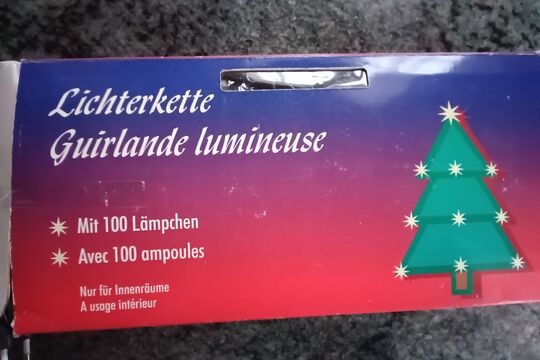 Lichterkette
Guirlande lumineuse
Mit 100 Lämpchen
Avec 100 ampoules
Nur für Innenräume
A usage intérieur